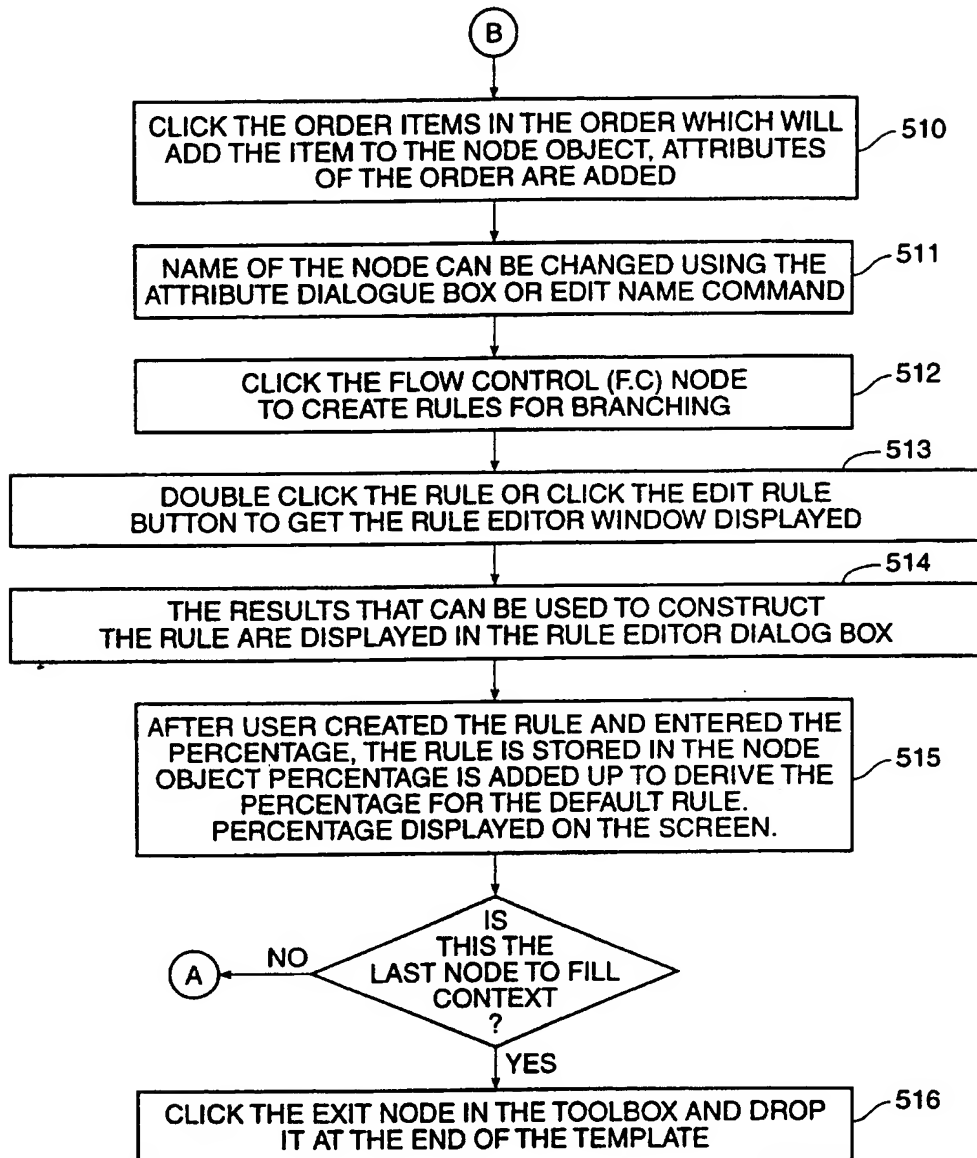 B
CLICK THE ORDER ITEMS IN THE ORDER WHICH WILL
ADD THE ITEM TO THE NODE OBJECT, ATTRIBUTES
OF THE ORDER ARE ADDED
510
NAME OF THE NODE CAN BE CHANGED USING THE
ATTRIBUTE DIALOGUE BOX OR EDIT NAME COMMAND
511
CLICK THE FLOW CONTROL (F.C) NODE
TO CREATE RULES FOR BRANCHING
512
513
DOUBLE CLICK THE RULE OR CLICK THE EDIT RULE
BUTTON TO GET THE RULE EDITOR WINDOW DISPLAYED
514
THE RESULTS THAT CAN BE USED TO CONSTRUCT
THE RULE ARE DISPLAYED IN THE RULE EDITOR DIALOG BOX
AFTER USER CREATED THE RULE AND ENTERED THE
PERCENTAGE, THE RULE IS STORED IN THE NODE
OBJECT PERCENTAGE IS ADDED UP TO DERIVE THE
PERCENTAGE FOR THE DEFAULT RULE.
PERCENTAGE DISPLAYED ON THE SCREEN.
515
IS
THIS THE
LAST NODE TO FILL
CONTEXT
?
NO
A
YES
CLICK THE EXIT NODE IN THE TOOLBOX AND DROP
IT AT THE END OF THE TEMPLATE
516